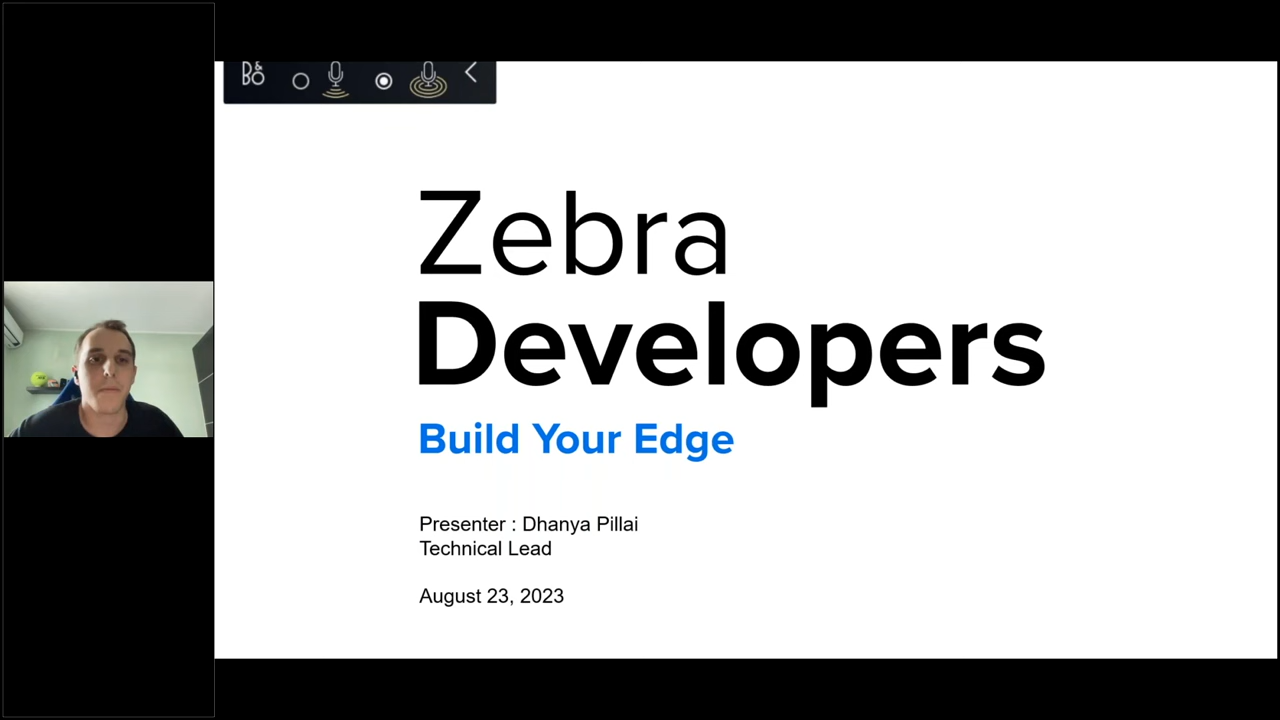 B&O
Zebra
Developers
Build Your Edge
Presenter : Dhanya Pillai
Technical Lead
August 23, 2023